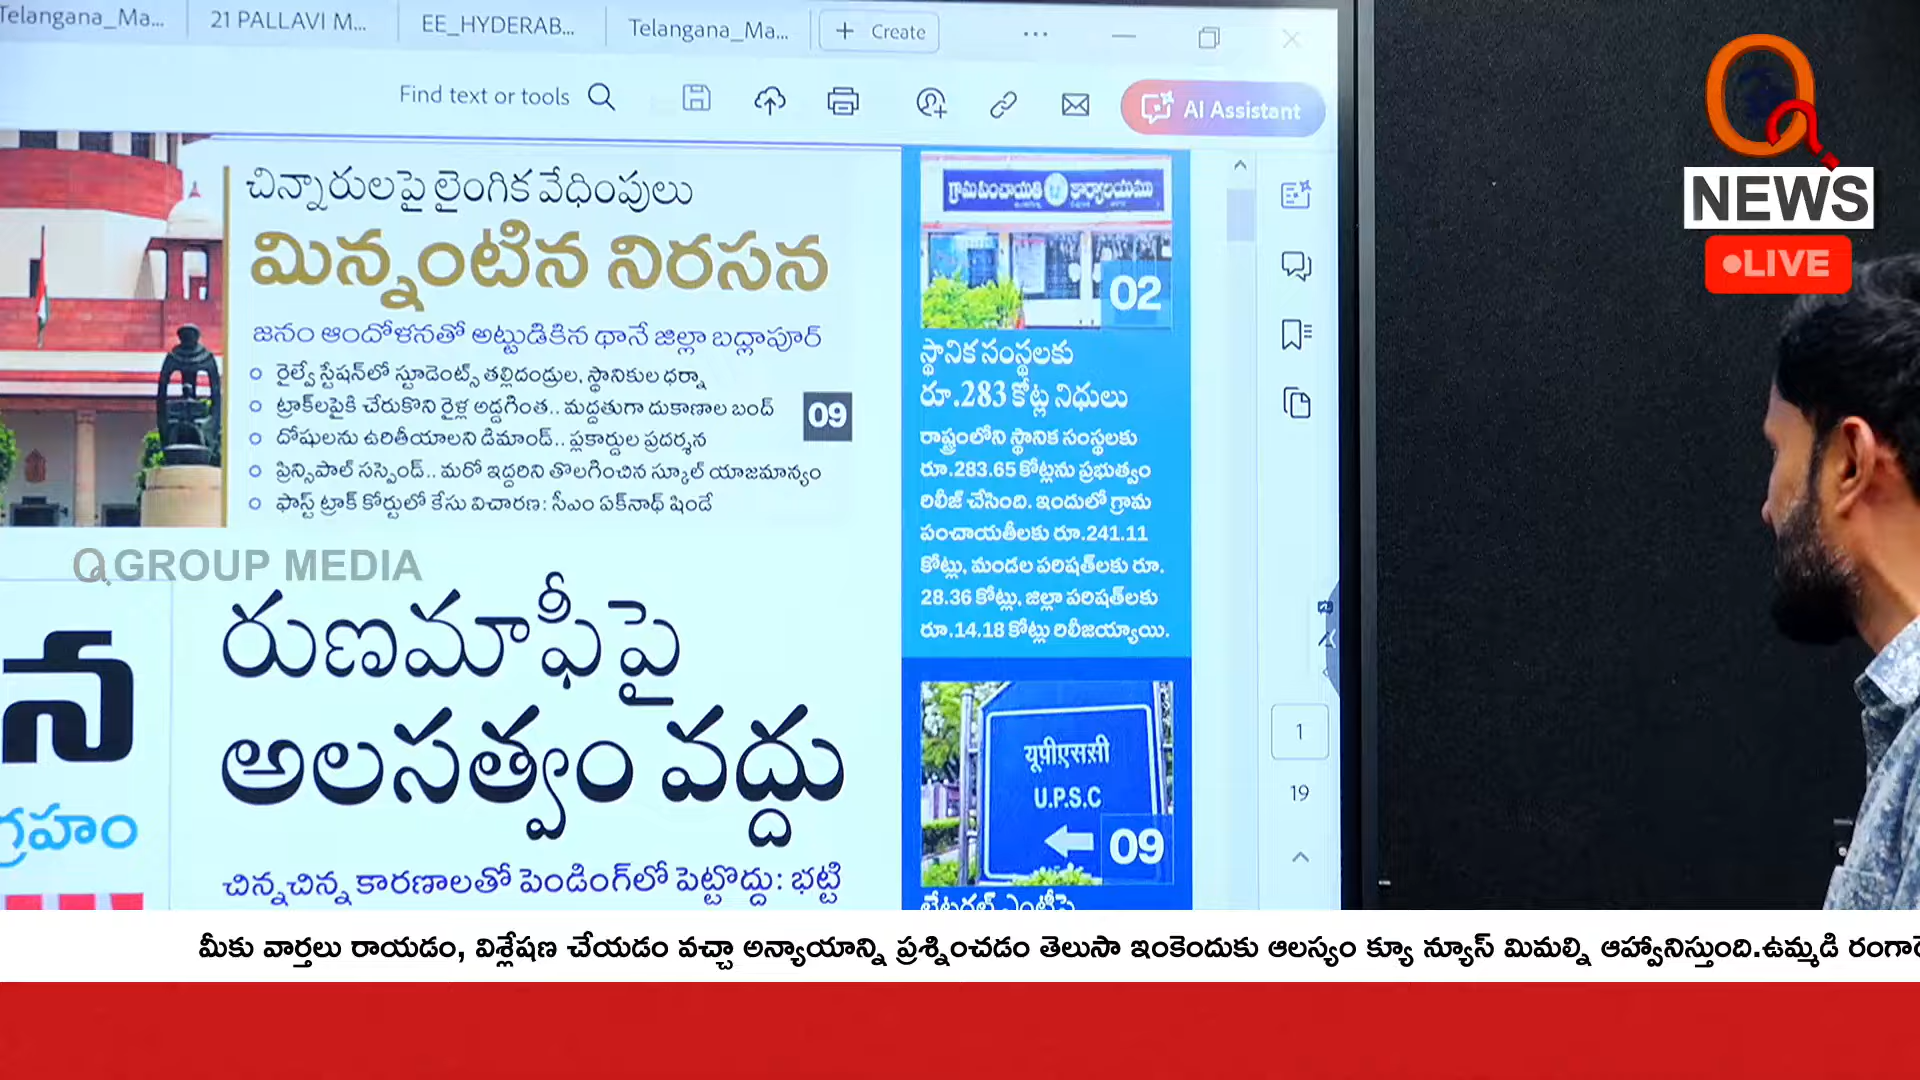 Telangana_Ma...
21 PALLAVI M...
EE_HYDERAB...
Telangana_Ma...
+ Create
Find text or tools
AI Assistant
NEWS
LIVE
చిన్నారులపై లైంగిక వేధింపులు
మిన్నంటిన నిరసన
జనం ఆందోళనతో అట్టుడికిన థానే జిల్లా బద్లాపూర్
రైల్వే స్టేషన్‌లో స్టూడెంట్స్ తల్లిదండ్రుల, స్థానికుల ధర్నా
ట్రాక్‌లపైకి చేరుకొని రైళ్ల అడ్డగింత.. మద్దతుగా దుకాణాల బంద్
దోషులను ఉరితీయాలని డిమాండ్.. ప్లకార్డుల ప్రదర్శన
ప్రిన్సిపాల్ సస్పెండ్.. మరో ఇద్దరిని తొలగించిన స్కూల్ యాజమాన్యం
ఫాస్ట్ ట్రాక్ కోర్టులో కేసు విచారణ: సీఎం ఏక్‌నాథ్ షిండే
09
GROUP MEDIA
న
గ్రహం
రుణమాఫీపై
అలసత్వం వద్దు
చిన్నచిన్న కారణాలతో పెండింగ్‌లో పెట్టొద్దు: భట్టి
గ్రామ పంచాయతి కార్యాలయము
02
స్థానిక సంస్థలకు
రూ.283 కోట్ల నిధులు
రాష్ట్రంలోని స్థానిక సంస్థలకు
రూ.283.65 కోట్లను ప్రభుత్వం
రిలీజ్ చేసింది. ఇందులో గ్రామ
పంచాయతీలకు రూ.241.11
కోట్లు, మండల పరిషత్‌లకు రూ.
28.36 కోట్లు, జిల్లా పరిషత్‌లకు
రూ.14.18 కోట్లు రిలీజయ్యాయి.
यूपीएससी
U.P.S.C
09
లేటరల్ ఎంట్రీపై
1
19
మీకు వార్తలు రాయడం, విశ్లేషణ చేయడం వచ్చా అన్యాయాన్ని ప్రశ్నించడం తెలుసా ఇంకెందుకు ఆలస్యం క్యూ న్యూస్ మిమల్ని ఆహ్వానిస్తుంది.ఉమ్మడి రంగారె